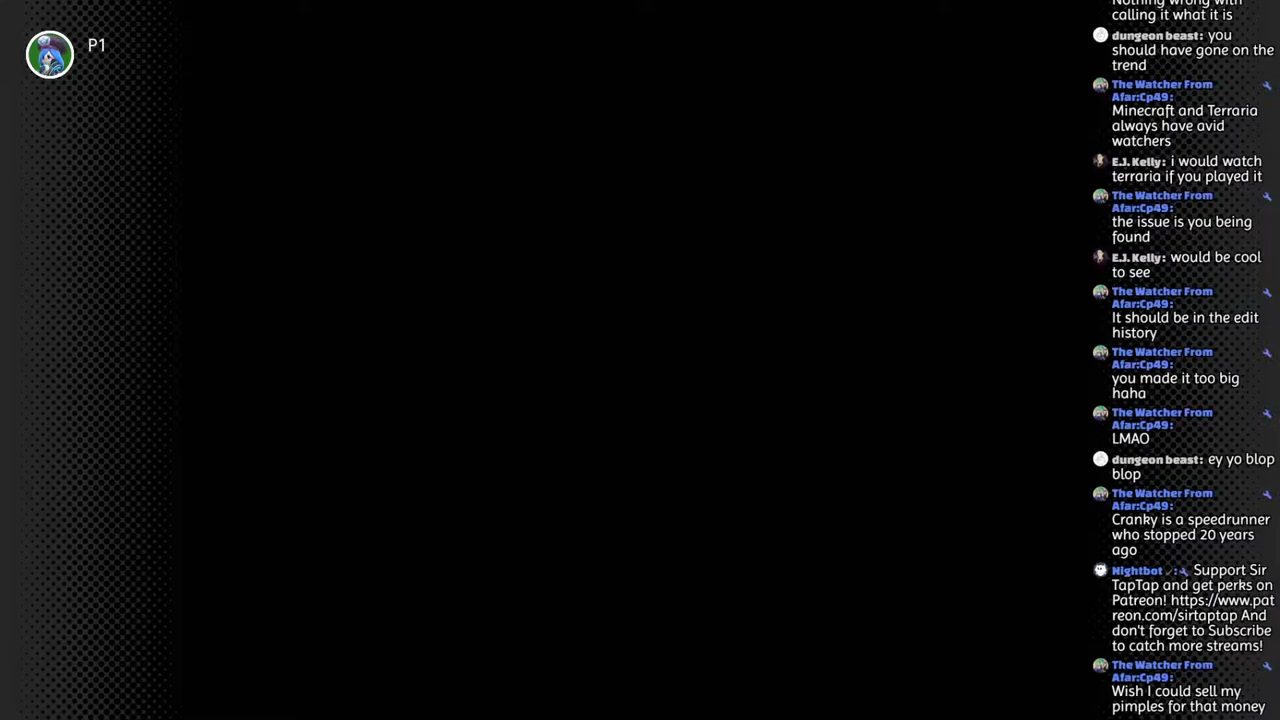 P1
Nothing wrong with
calling it what it is
dungeon beast: you
should have gone on the
trend
The Watcher From
Afar:Cp49:
Minecraft and Terraria
always have avid
watchers
E.J. Kelly: i would watch
terraria if you played it
The Watcher From
Afar:Cp49:
the issue is you being
found
E.J. Kelly: would be cool
to see
The Watcher From
Afar:Cp49:
It should be in the edit
history
The Watcher From
Afar:Cp49:
you made it too big
haha
The Watcher From
Afar:Cp49:
LMAO
dungeon beast: ey yo blop
blop
The Watcher From
Afar:Cp49:
Cranky is a speedrunner
who stopped 20 years
ago
Nightbot ✓: Support Sir
TapTap and get perks on
Patreon! https://www.pat
reon.com/sirtaptap And
don't forget to Subscribe
to catch more streams!
The Watcher From
Afar:Cp49:
Wish I could sell my
pimples for that money